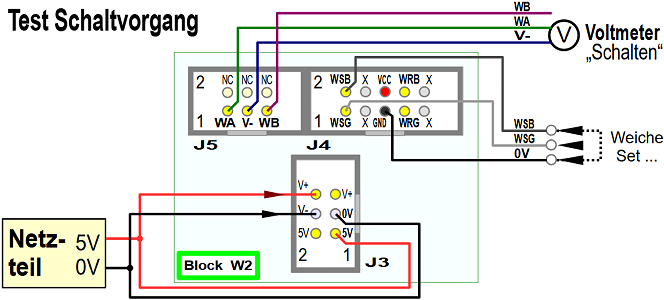 Test Schaltvorgang
WB
WA
V-
V
Voltmeter
„Schalten“
2 NC NC NC
1 WA V- WB
J5
2 WSB X VCC WRB X
1 WSG X GND WRG X
J4
WSB
WSG
0V
Weiche
Set ...
V+ V+
V- 0V
5V 5V
2 1
J3
Netz-
teil
5V
0V
Block W2